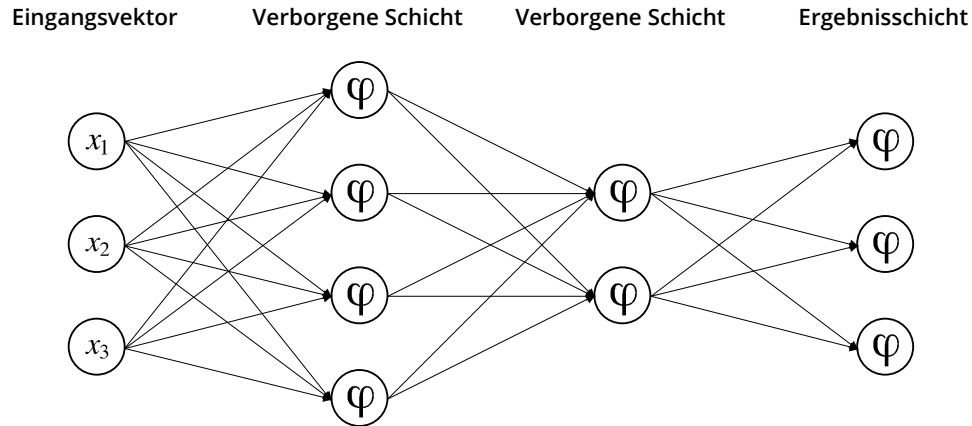 Eingangsvektor Verborgene Schicht Verborgene Schicht Ergebnisschicht
φ
x1 φ
φ φ
x2 φ
φ φ
x3 φ
φ